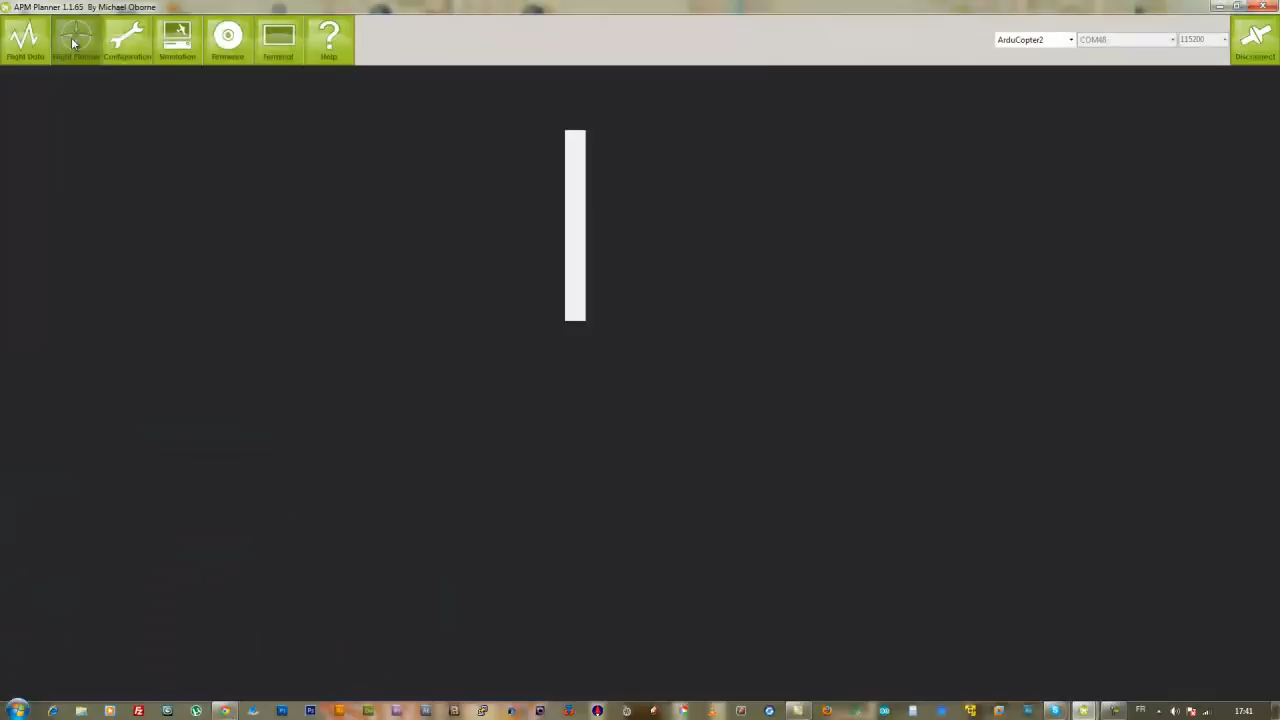 APM Planner 1.1.65 By Michael Oborne
Flight Data
Flight Planner
Configuration
Simulation
Firmware
Terminal
Help
ArduCopter2
COM48
115200
Disconnect
FR
17:41